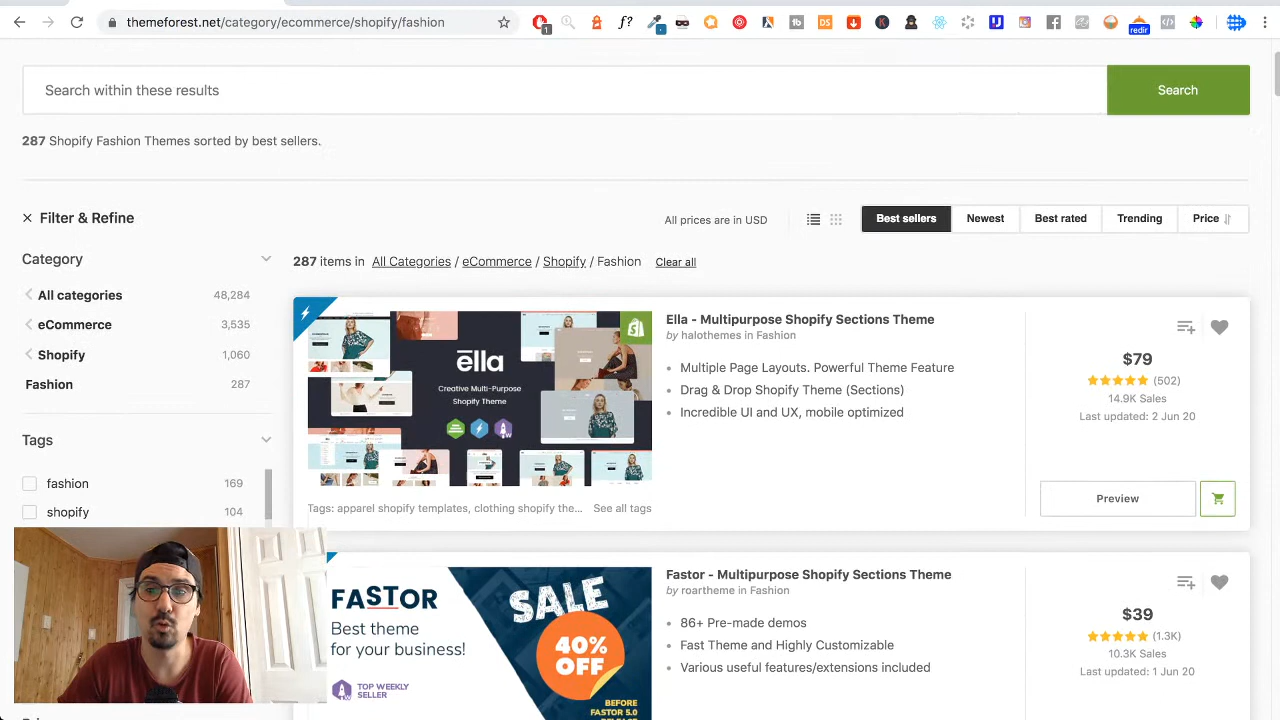 themeforest.net/category/ecommerce/shopify/fashion
1
f?
DS
redir
Search within these results
Search
287 Shopify Fashion Themes sorted by best sellers.
Filter & Refine
All prices are in USD
Best sellers
Newest
Best rated
Trending
Price
Category
287 items in All Categories / eCommerce / Shopify / Fashion Clear all
All categories 48,284
eCommerce 3,535
Shopify 1,060
Fashion 287
Tags
fashion 169
shopify 104
ella
Creative Multi-Purpose
Shopify Theme
Tags: apparel shopify templates, clothing shopify the... See all tags
Ella - Multipurpose Shopify Sections Theme
by halothemes in Fashion
Multiple Page Layouts. Powerful Theme Feature
Drag & Drop Shopify Theme (Sections)
Incredible UI and UX, mobile optimized
$79
(502)
14.9K Sales
Last updated: 2 Jun 20
Preview
FASTOR
Best theme
for your business!
TOP WEEKLY
SELLER
SALE
40%
OFF
BEFORE
FASTOR 5.0
Fastor - Multipurpose Shopify Sections Theme
by roartheme in Fashion
86+ Pre-made demos
Fast Theme and Highly Customizable
Various useful features/extensions included
$39
(1.3K)
10.3K Sales
Last updated: 1 Jun 20